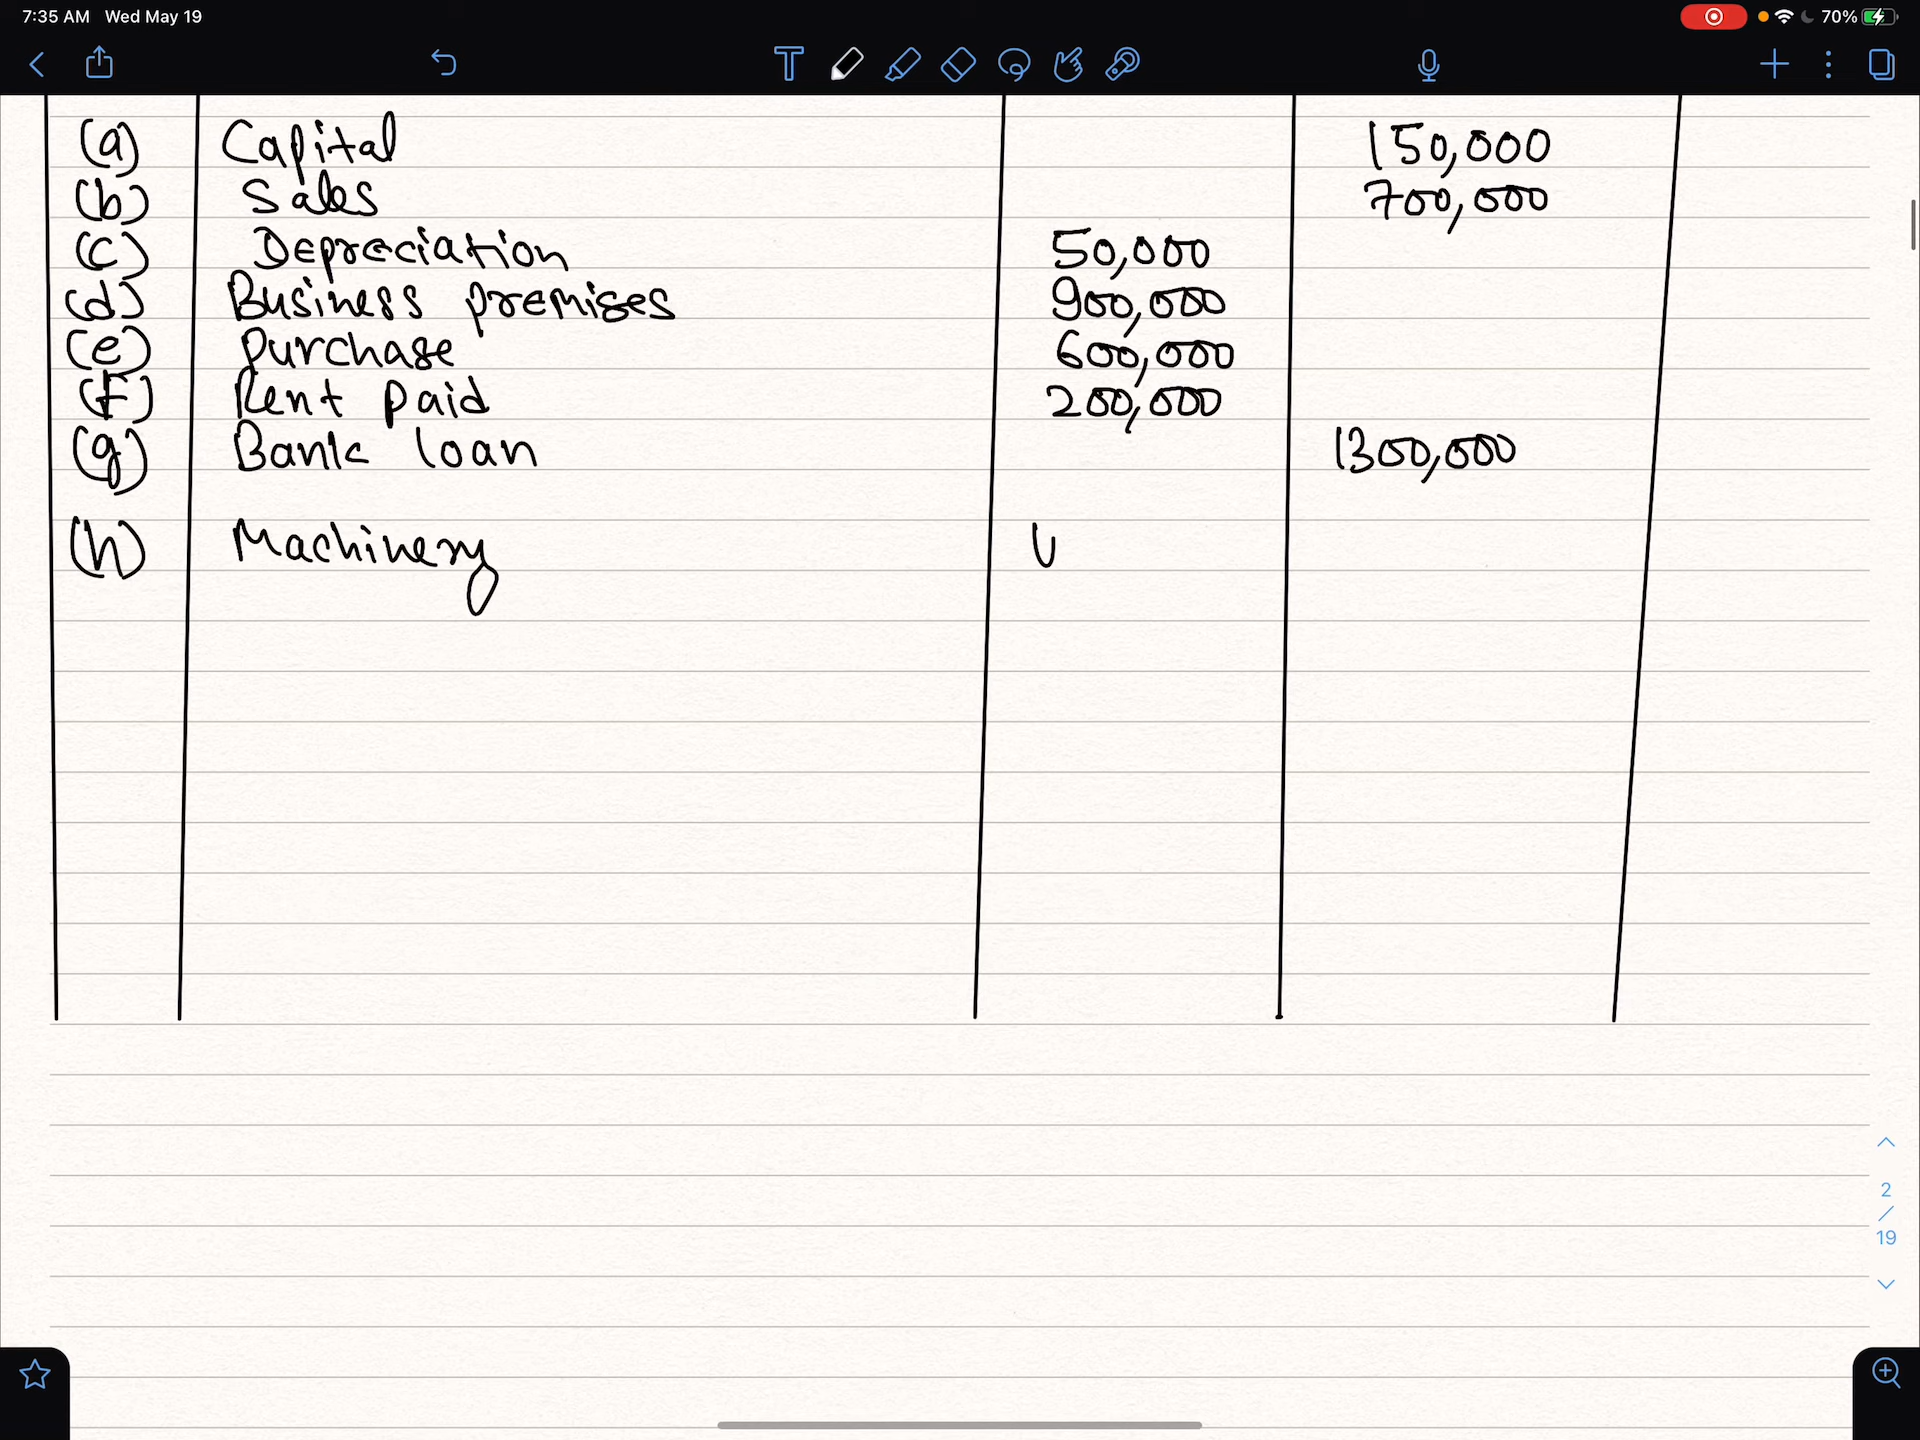 7:35 AM Wed May 19 70%
(a) Capital 150,000
(b) Sales 700,000
(c) Depreciation 50,000
(d) Business premises 900,000
(e) Purchase 600,000
(f) Rent paid 200,000
(g) Bank loan 1300,000
(h) Machinery
2
/
19